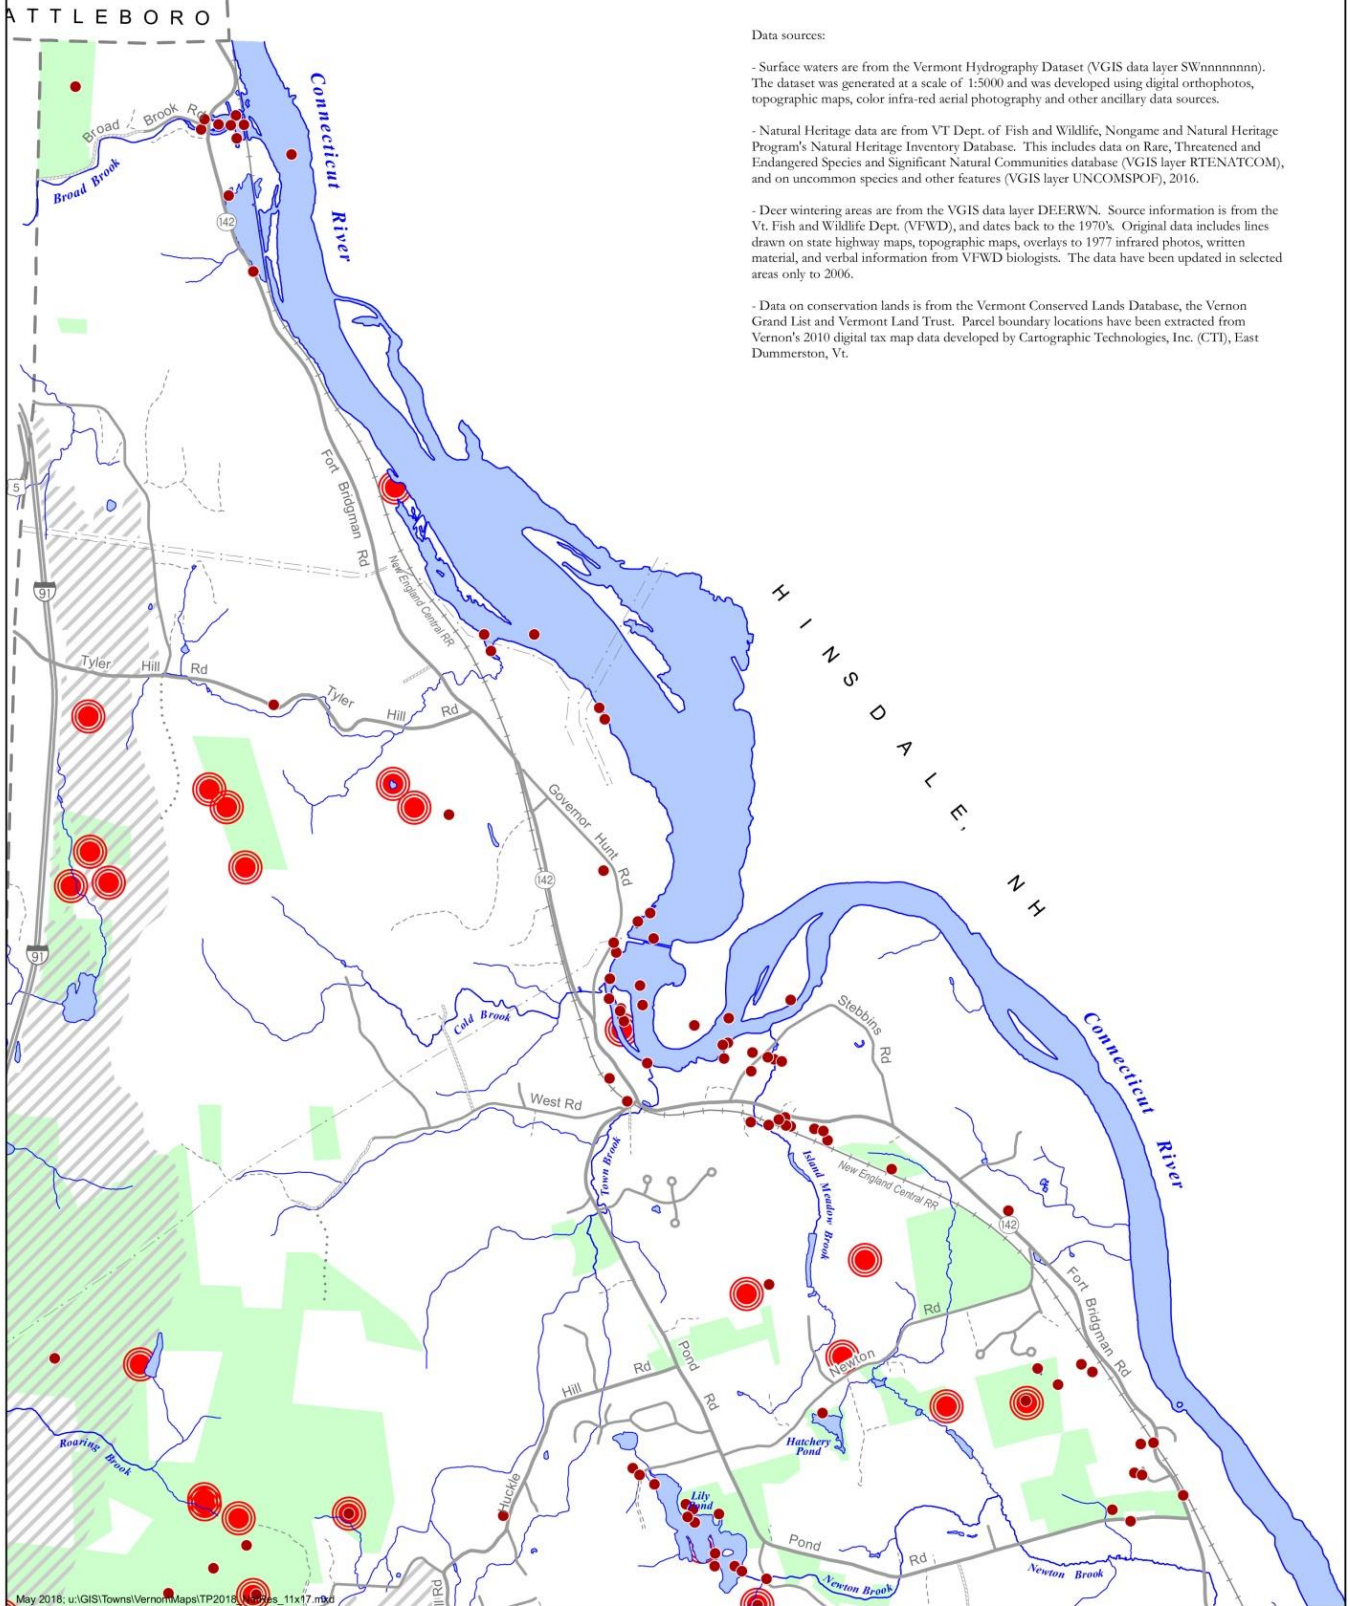 ATTLEBORO
Data sources:
- Surface waters are from the Vermont Hydrography Dataset (VGIS data layer SWnnnnnnnn).
The dataset was generated at a scale of 1:5000 and was developed using digital orthophotos,
topographic maps, color infra-red aerial photography and other ancillary data sources.
- Natural Heritage data are from VT Dept. of Fish and Wildlife, Nongame and Natural Heritage
Program's Natural Heritage Inventory Database. This includes data on Rare, Threatened and
Endangered Species and Significant Natural Communities database (VGIS layer RTENATCOM),
and on uncommon species and other features (VGIS layer UNCOMSPOF), 2016.
- Deer wintering areas are from the VGIS data layer DEERWN. Source information is from the
Vt. Fish and Wildlife Dept. (VFWD), and dates back to the 1970's. Original data includes lines
drawn on state highway maps, topographic maps, overlays to 1977 infrared photos, written
material, and verbal information from VFWD biologists. The data have been updated in selected
areas only to 2006.
- Data on conservation lands is from the Vermont Conserved Lands Database, the Vernon
Grand List and Vermont Land Trust. Parcel boundary locations have been extracted from
Vernon's 2010 digital tax map data developed by Cartographic Technologies, Inc. (CTI), East
Dummerston, Vt.
Connecticut River
Broad Brook Rd
Broad Brook
142
Fort Bridgman Rd
5
New England Central RR
91
HINSDALE, NH
Tyler Hill Rd
Tyler Hill Rd
Governor Hunt Rd
142
91
Cold Brook
Stebbins Rd
Connecticut River
West Rd
Town Brook
Island Meadow Brook
New England Central RR
142
Fort Bridgman Rd
Newton Rd
Pond Rd
Hill Rd
Huckle
Hatchery
Pond
Roaring Brook
Lily
Pond
Pond Rd
Newton Brook
Newton Brook
Rd
May 2018; u:\GIS\Towns\Vernon\Maps\TP2018_NatRes_11x17.mxd